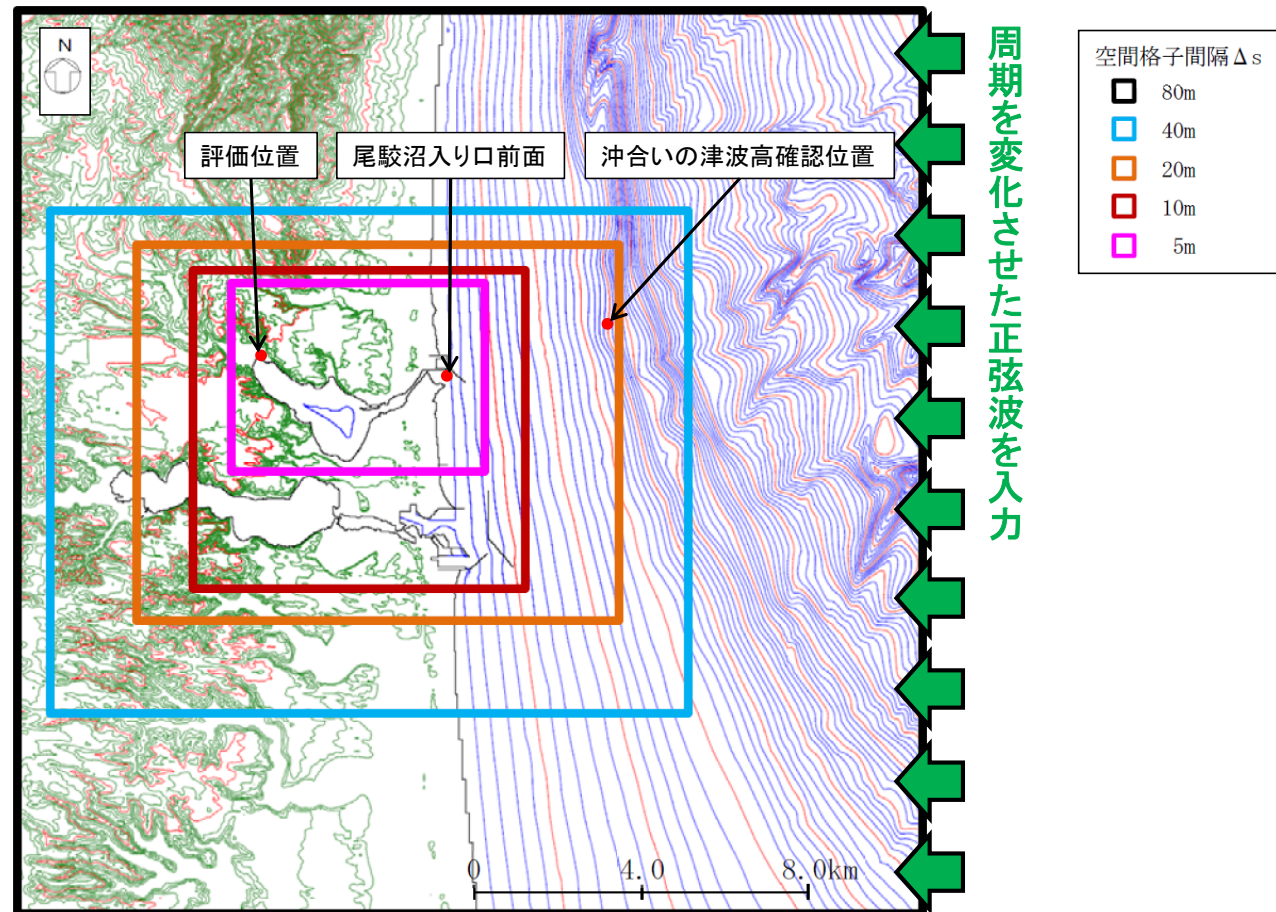 N
評価位置
尾駮沼入り口前面
沖合いの津波高確認位置
周期を変化させた正弦波を入力
空間格子間隔Δs
80m
40m
20m
10m
5m
0 4.0 8.0km